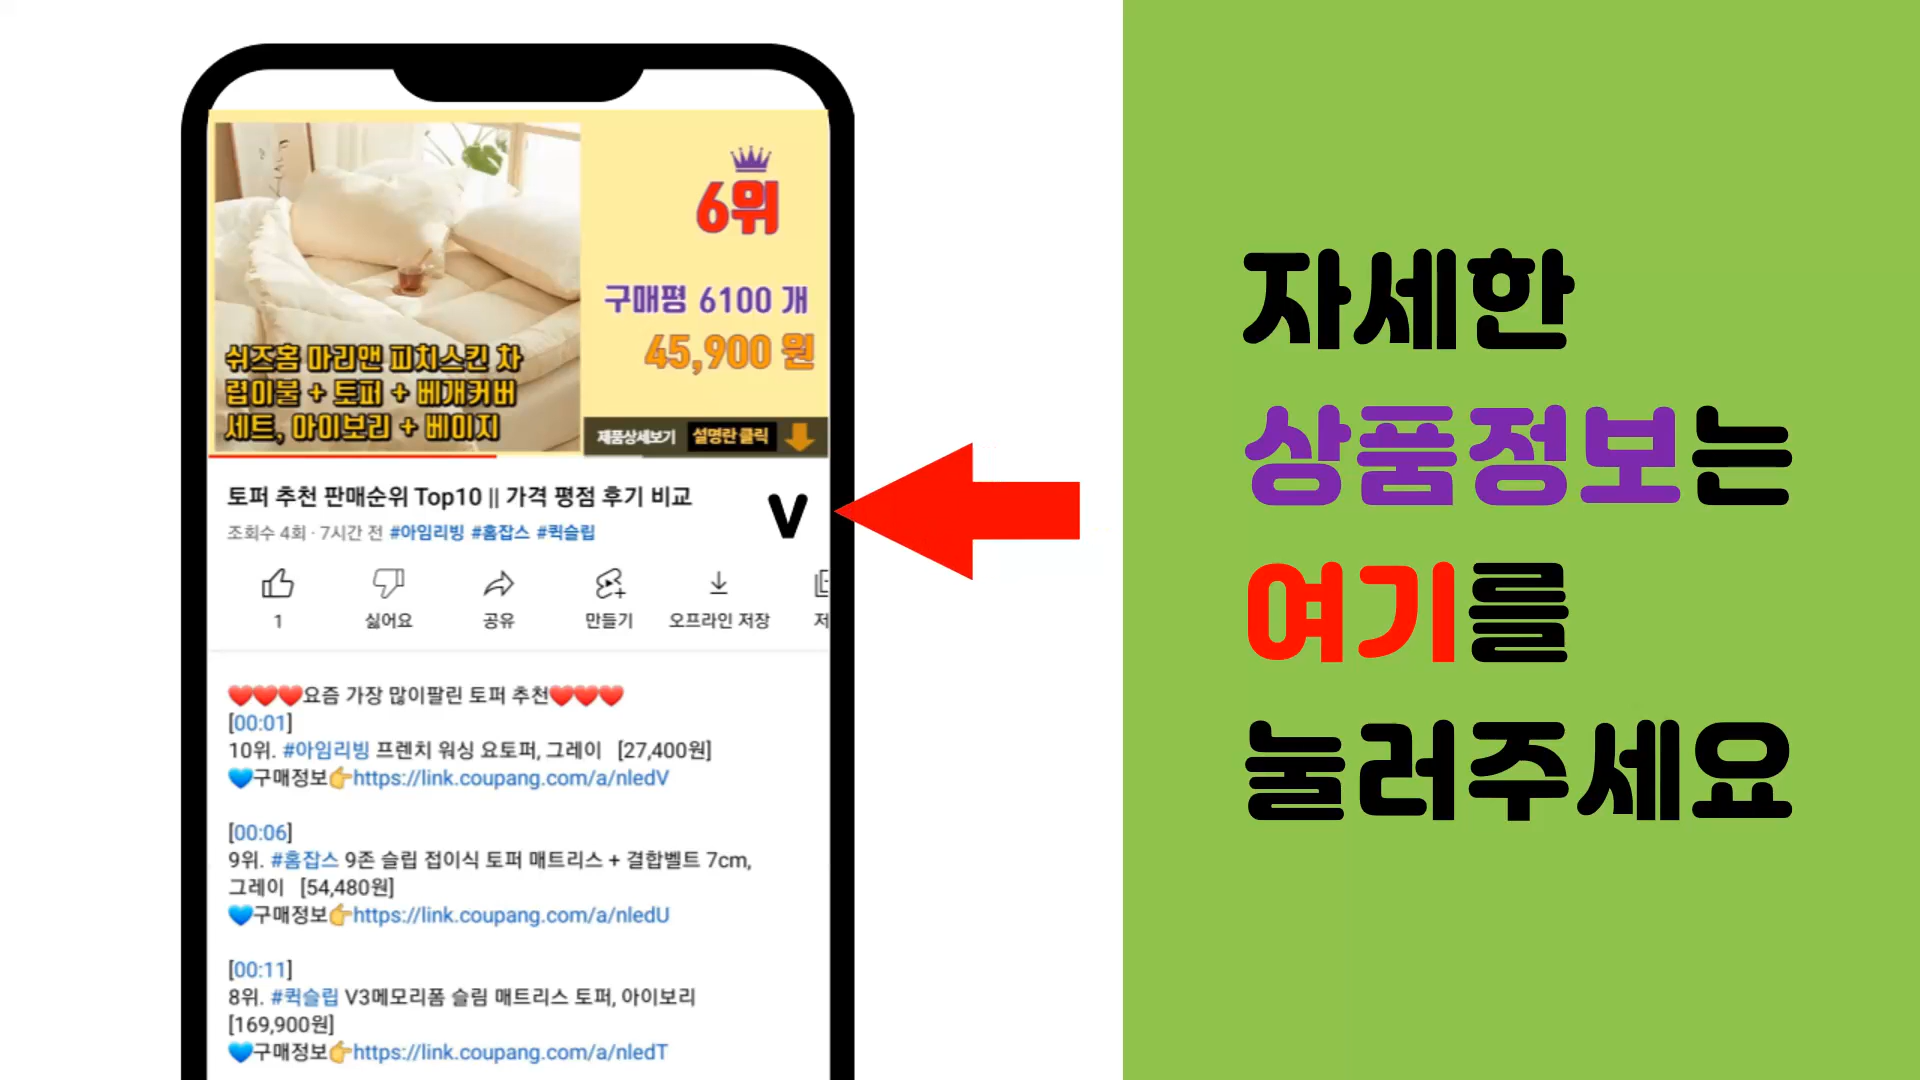 6위
구매평 6100 개
45,900 원
쉬즈홈 마리앤 피치스킨 차
렵이불 + 토퍼 + 베개커버
세트, 아이보리 + 베이지
제품상세보기 설명란 클릭
토퍼 추천 판매순위 Top10 || 가격 평점 후기 비교
V
조회수 4회 · 7시간 전 #아임리빙 #홈잡스 #퀵슬립
1 싫어요 공유 만들기 오프라인 저장 저
❤️❤️❤️요즘 가장 많이팔린 토퍼 추천❤️❤️❤️
[00:01]
10위. #아임리빙 프렌치 워싱 요토퍼, 그레이 [27,400원]
💙구매정보👉https://link.coupang.com/a/nledV
[00:06]
9위. #홈잡스 9존 슬립 접이식 토퍼 매트리스 + 결합벨트 7cm,
그레이 [54,480원]
💙구매정보👉https://link.coupang.com/a/nledU
[00:11]
8위. #퀵슬립 V3메모리폼 슬림 매트리스 토퍼, 아이보리
[169,900원]
💙구매정보👉https://link.coupang.com/a/nledT
자세한
상품정보는
여기를
눌러주세요